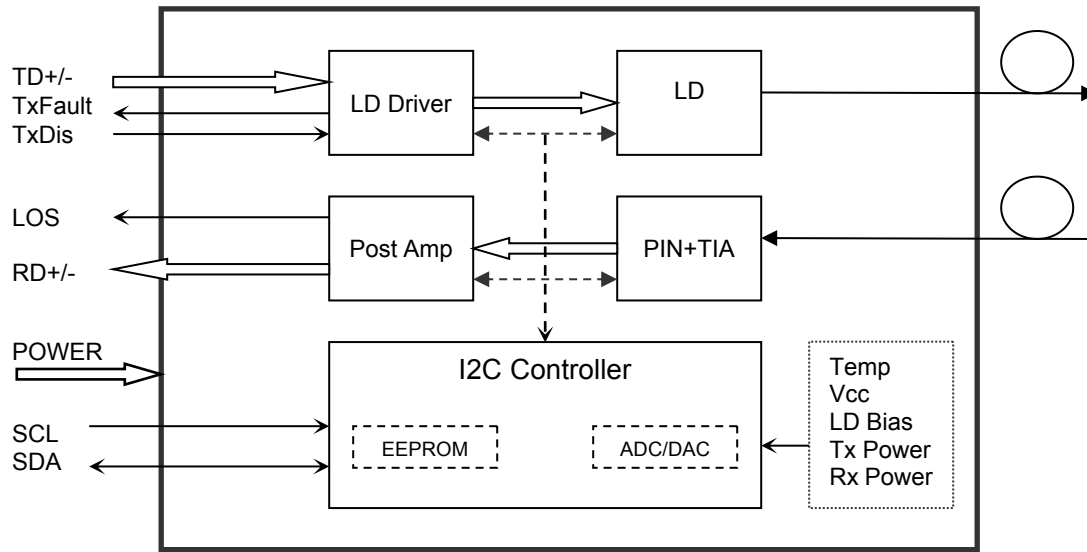 TD+/-
TxFault
TxDis
LD Driver
LD
LOS
RD+/-
Post Amp
PIN+TIA
POWER
SCL
SDA
I2C Controller
EEPROM
ADC/DAC
Temp
Vcc
LD Bias
Tx Power
Rx Power